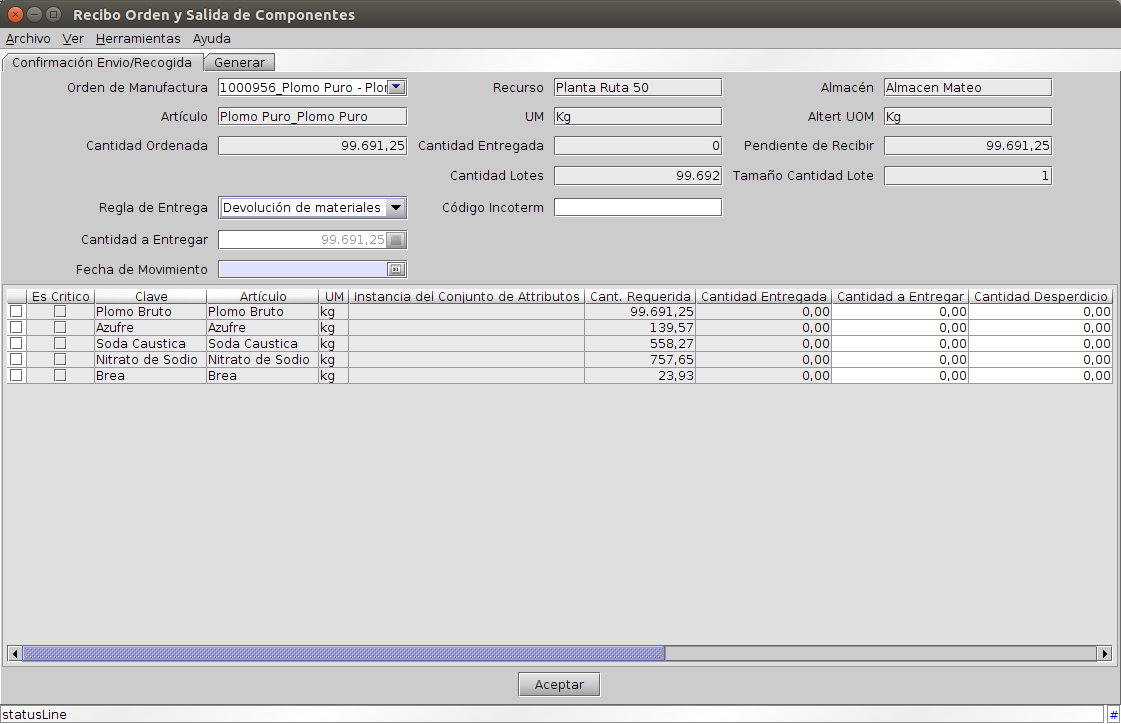 Recibo Orden y Salida de Componentes
Archivo Ver Herramientas Ayuda
Confirmación Envio/Recogida Generar
Orden de Manufactura 1000956_Plomo Puro - Plor Recurso Planta Ruta 50 Almacén Almacen Mateo
Artículo Plomo Puro_Plomo Puro UM Kg Altert UOM Kg
Cantidad Ordenada 99.691,25 Cantidad Entregada 0 Pendiente de Recibir 99.691,25
Cantidad Lotes 99.692 Tamaño Cantidad Lote 1
Regla de Entrega Devolución de materiales Código Incoterm
Cantidad a Entregar 99.691,25
Fecha de Movimiento
Es Critico Clave Artículo UM Instancia del Conjunto de Attributos Cant. Requerida Cantidad Entregada Cantidad a Entregar Cantidad Desperdicio
Plomo Bruto Plomo Bruto kg 99.691,25 0,00 0,00 0,00
Azufre Azufre kg 139,57 0,00 0,00 0,00
Soda Caustica Soda Caustica kg 558,27 0,00 0,00 0,00
Nitrato de Sodio Nitrato de Sodio kg 757,65 0,00 0,00 0,00
Brea Brea kg 23,93 0,00 0,00 0,00
Aceptar
statusLine #